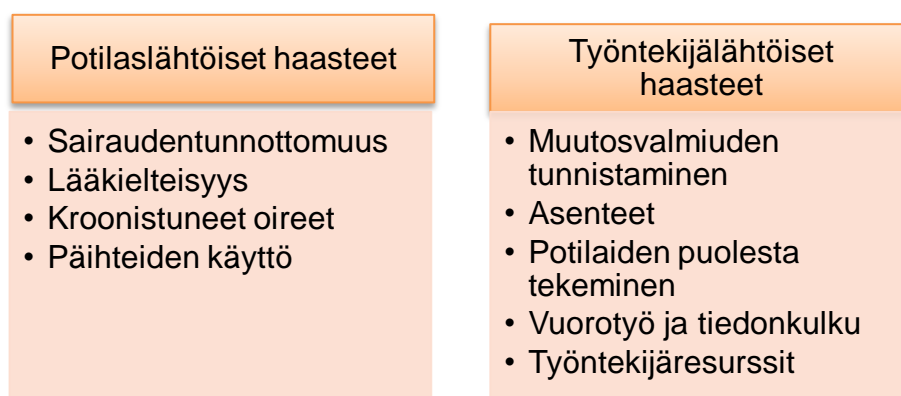 Potilaslähtöiset haasteet
• Sairaudentunnottomuus
• Lääkielteisyys
• Kroonistuneet oireet
• Päihteiden käyttö
Työntekijälähtöiset
haasteet
• Muutosvalmiuden
tunnistaminen
• Asenteet
• Potilaiden puolesta
tekeminen
• Vuorotyö ja tiedonkulku
• Työntekijäresurssit